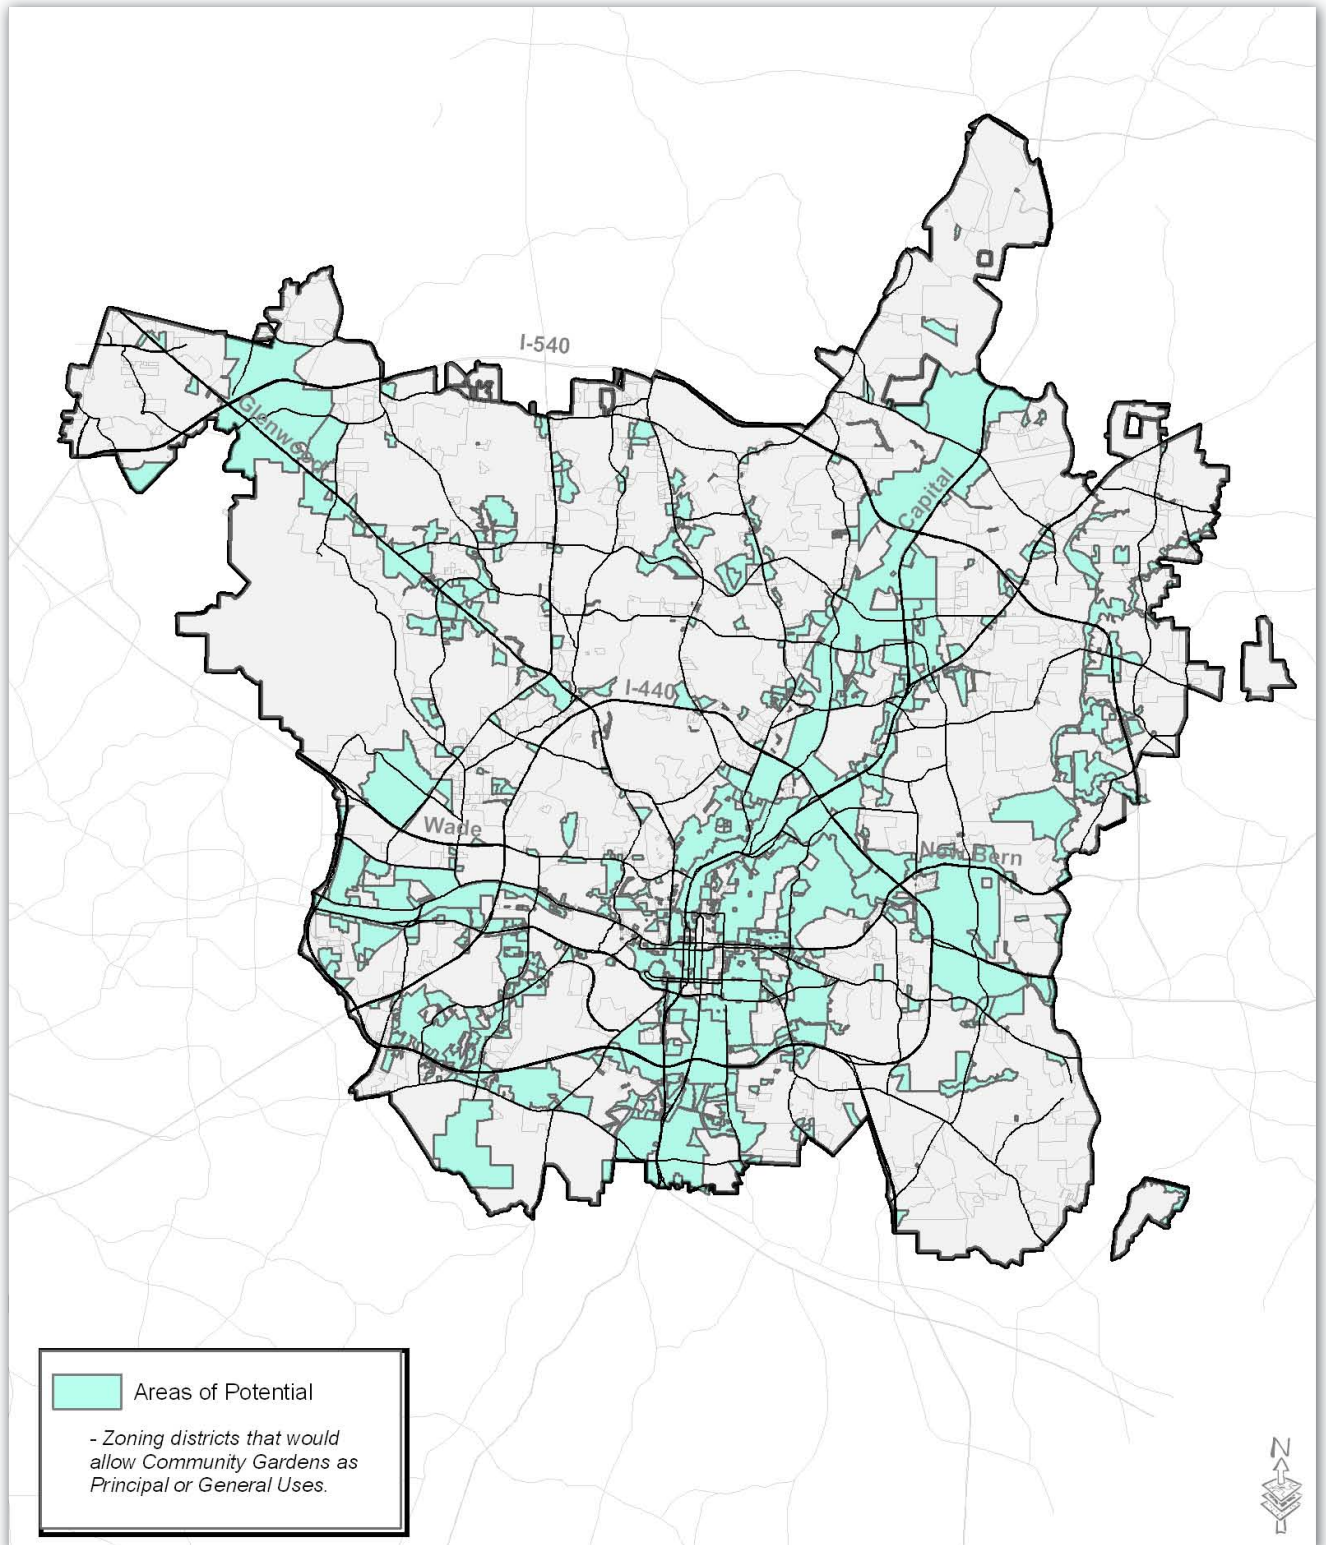 I-540
Glenwood
Capital
I-440
Wade
New Bern
Areas of Potential
- Zoning districts that would
allow Community Gardens as
Principal or General Uses.
N